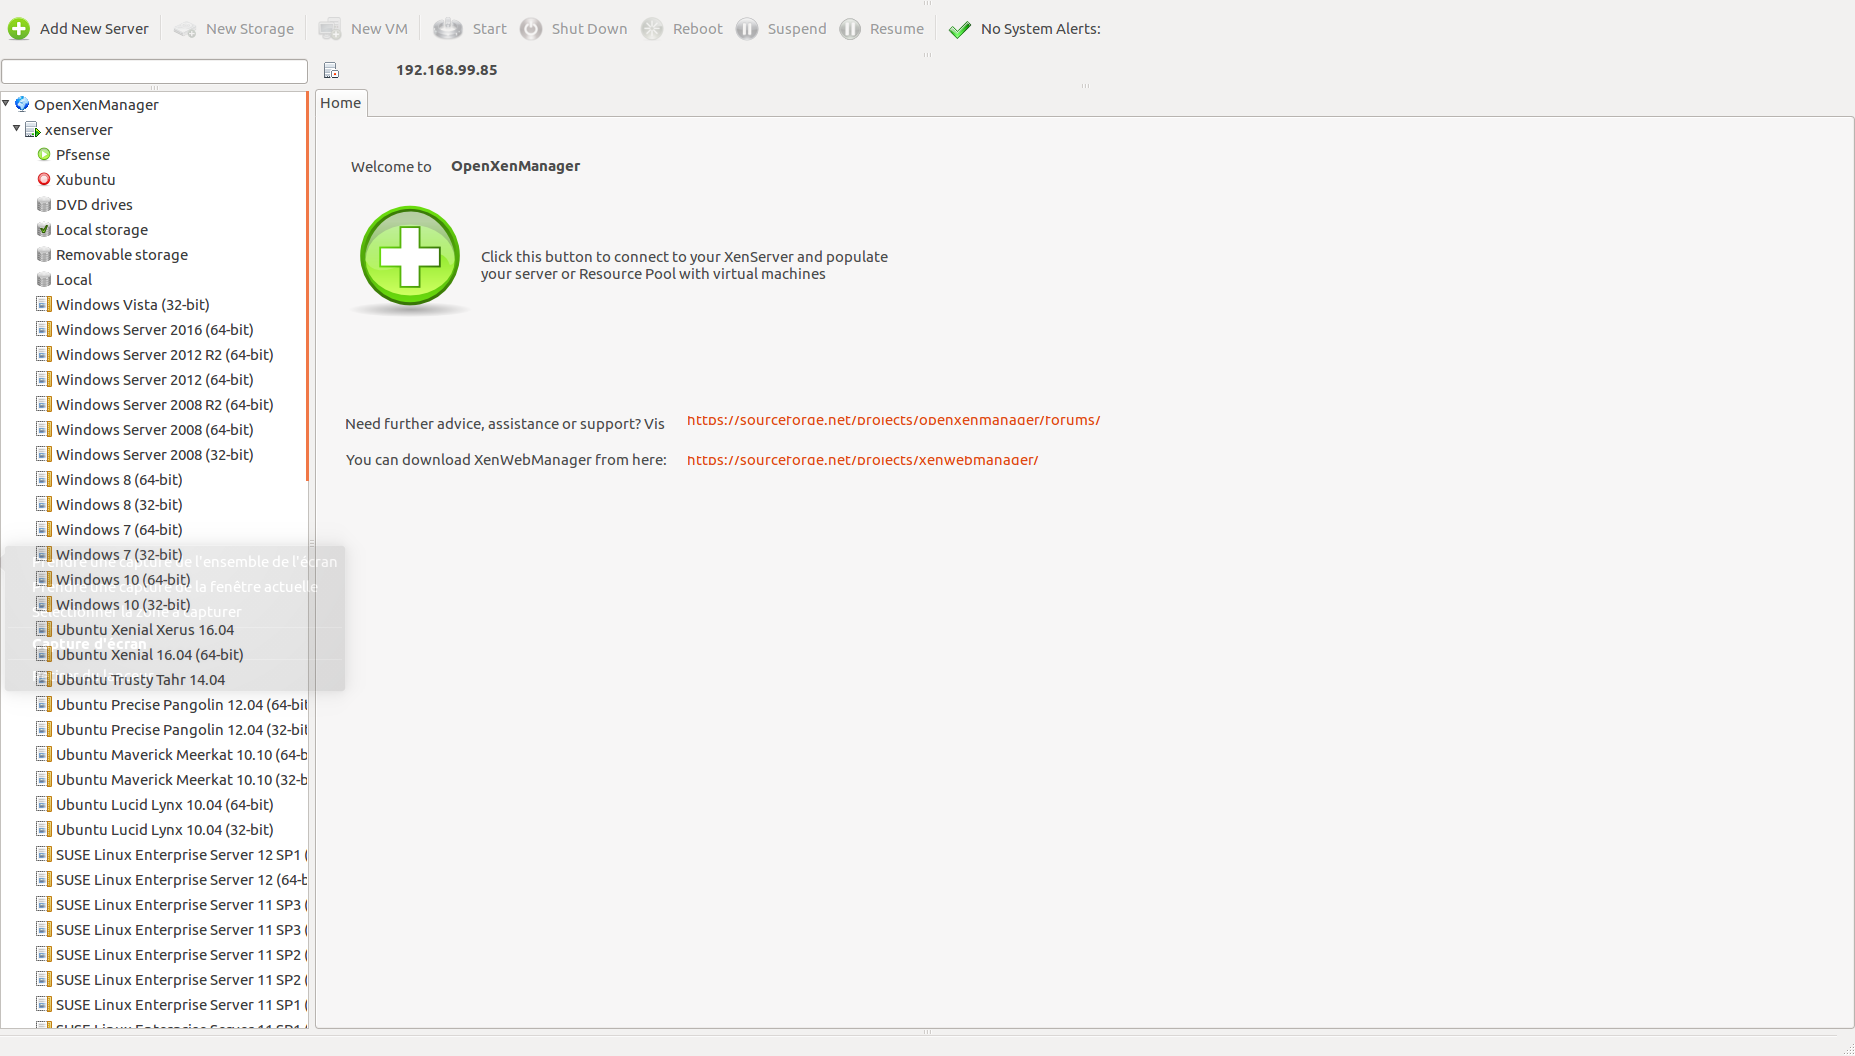 Add New Server New Storage New VM Start Shut Down Reboot Suspend Resume No System Alerts:
192.168.99.85
OpenXenManager
xenserver
Pfsense
Xubuntu
DVD drives
Local storage
Removable storage
Local
Windows Vista (32-bit)
Windows Server 2016 (64-bit)
Windows Server 2012 R2 (64-bit)
Windows Server 2012 (64-bit)
Windows Server 2008 R2 (64-bit)
Windows Server 2008 (64-bit)
Windows Server 2008 (32-bit)
Windows 8 (64-bit)
Windows 8 (32-bit)
Windows 7 (64-bit)
Windows 7 (32-bit)
Windows 10 (64-bit)
Windows 10 (32-bit)
Ubuntu Xenial Xerus 16.04
Ubuntu Xenial 16.04 (64-bit)
Ubuntu Trusty Tahr 14.04
Ubuntu Precise Pangolin 12.04 (64-bit
Ubuntu Precise Pangolin 12.04 (32-bit
Ubuntu Maverick Meerkat 10.10 (64-b
Ubuntu Maverick Meerkat 10.10 (32-b
Ubuntu Lucid Lynx 10.04 (64-bit)
Ubuntu Lucid Lynx 10.04 (32-bit)
SUSE Linux Enterprise Server 12 SP1 (
SUSE Linux Enterprise Server 12 (64-b
SUSE Linux Enterprise Server 11 SP3 (
SUSE Linux Enterprise Server 11 SP3 (
SUSE Linux Enterprise Server 11 SP2 (
SUSE Linux Enterprise Server 11 SP2 (
SUSE Linux Enterprise Server 11 SP1 (
SUSE Linux Enterprise Server 11 SP1 (
Prendre une capture de l'ensemble de l'écran
Prendre une capture de la fenêtre actuelle
Sélectionner la zone à capturer
Capture d'écran
Home
Welcome to OpenXenManager
Click this button to connect to your XenServer and populate
your server or Resource Pool with virtual machines
Need further advice, assistance or support? Vis https://sourceforge.net/projects/openxenmanager/forums/
You can download XenWebManager from here: https://sourceforge.net/projects/xenwebmanager/